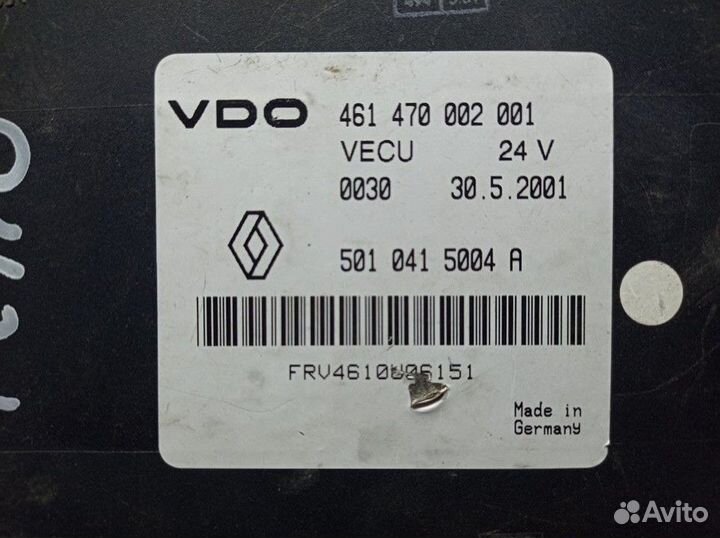 VDO 461 470 002 001
VECU 24 V
0030 30.5.2001
501 041 5004 A
Made in
Germany
Avito